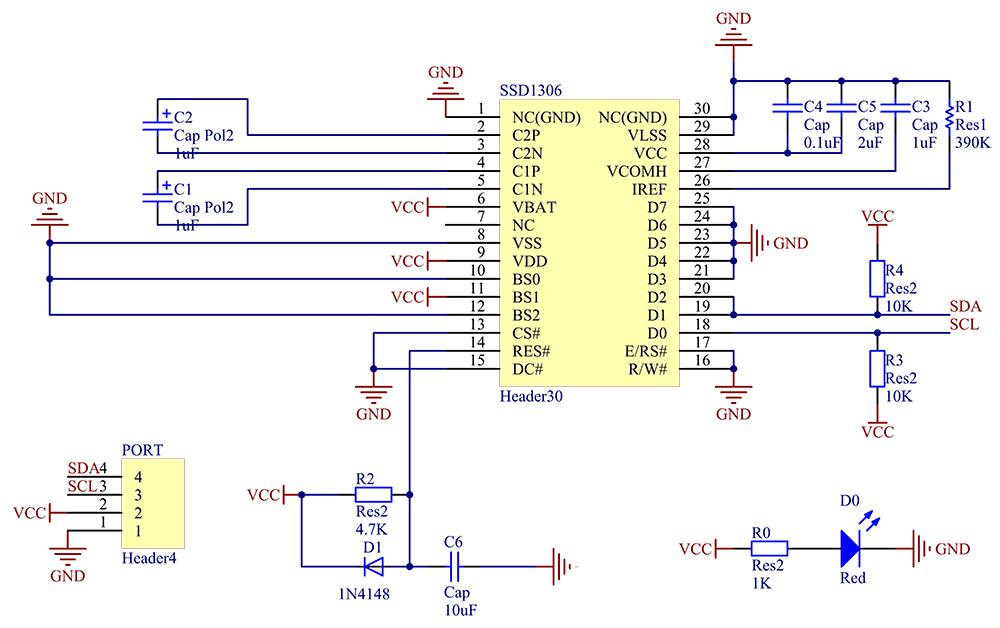 GND
GND
SSD1306
1 NC(GND) NC(GND) 30
2 C2P VLSS 29
3 C2N VCC 28
4 C1P VCOMH 27
5 C1N IREF 26
6 VBAT D7 25
7 NC D6 24
8 VSS D5 23
9 VDD D4 22
10 BS0 D3 21
11 BS1 D2 20
12 BS2 D1 19
13 CS# D0 18
14 RES# E/RS# 17
15 DC# R/W# 16
Header30
C2
Cap Pol2
1uF
C1
Cap Pol2
1uF
GND
VCC
VCC
VCC
GND
C4
Cap
0.1uF
C5
Cap
2uF
C3
Cap
1uF
R1
Res1
390K
GND
VCC
R4
Res2
10K
SDA
SCL
R3
Res2
10K
VCC
GND
PORT
SDA 4 4
SCL 3 3
VCC 2 2
1 1
GND
Header4
VCC
R2
Res2
4.7K
D1
1N4148
C6
Cap
10uF
D0
VCC
R0
Res2
1K
Red
GND